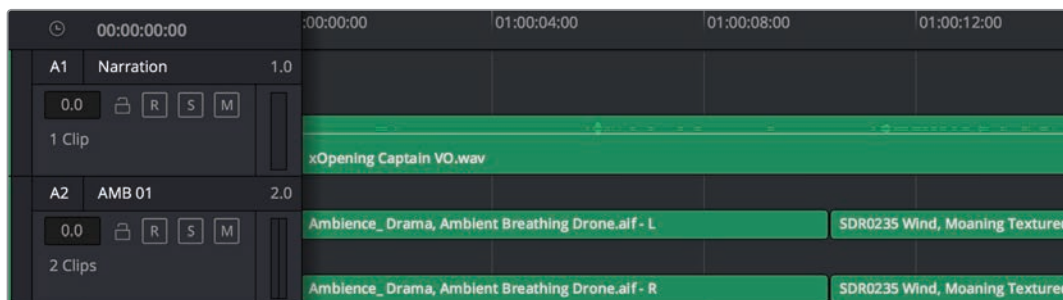 00:00:00:00
:00:00:00 01:00:04:00 01:00:08:00 01:00:12:00
A1 Narration 1.0
0.0 R S M
1 Clip
xOpening Captain VO.wav
A2 AMB 01 2.0
Ambience_ Drama, Ambient Breathing Drone.aif - L SDR0235 Wind, Moaning Textured
0.0 R S M
2 Clips
Ambience_ Drama, Ambient Breathing Drone.aif - R SDR0235 Wind, Moaning Textured